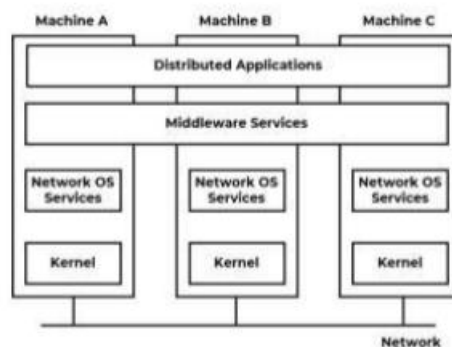 Machine A Machine B Machine C
Distributed Applications
Middleware Services
Network OS Services Network OS Services Network OS Services
Kernel Kernel Kernel
Network